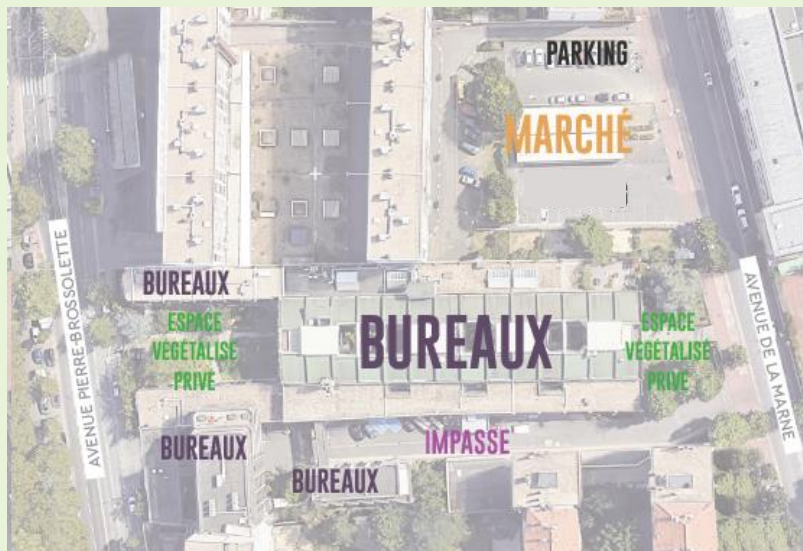 PARKING
MARCHÉ
BUREAUX
ESPACE
VÉGÉTALISÉ
PRIVÉ
BUREAUX
ESPACE
VÉGÉTALISÉ
PRIVÉ
AVENUE PIERRE-BROSSOLETTE
AVENUE DE LA MARNE
BUREAUX
IMPASSE
BUREAUX